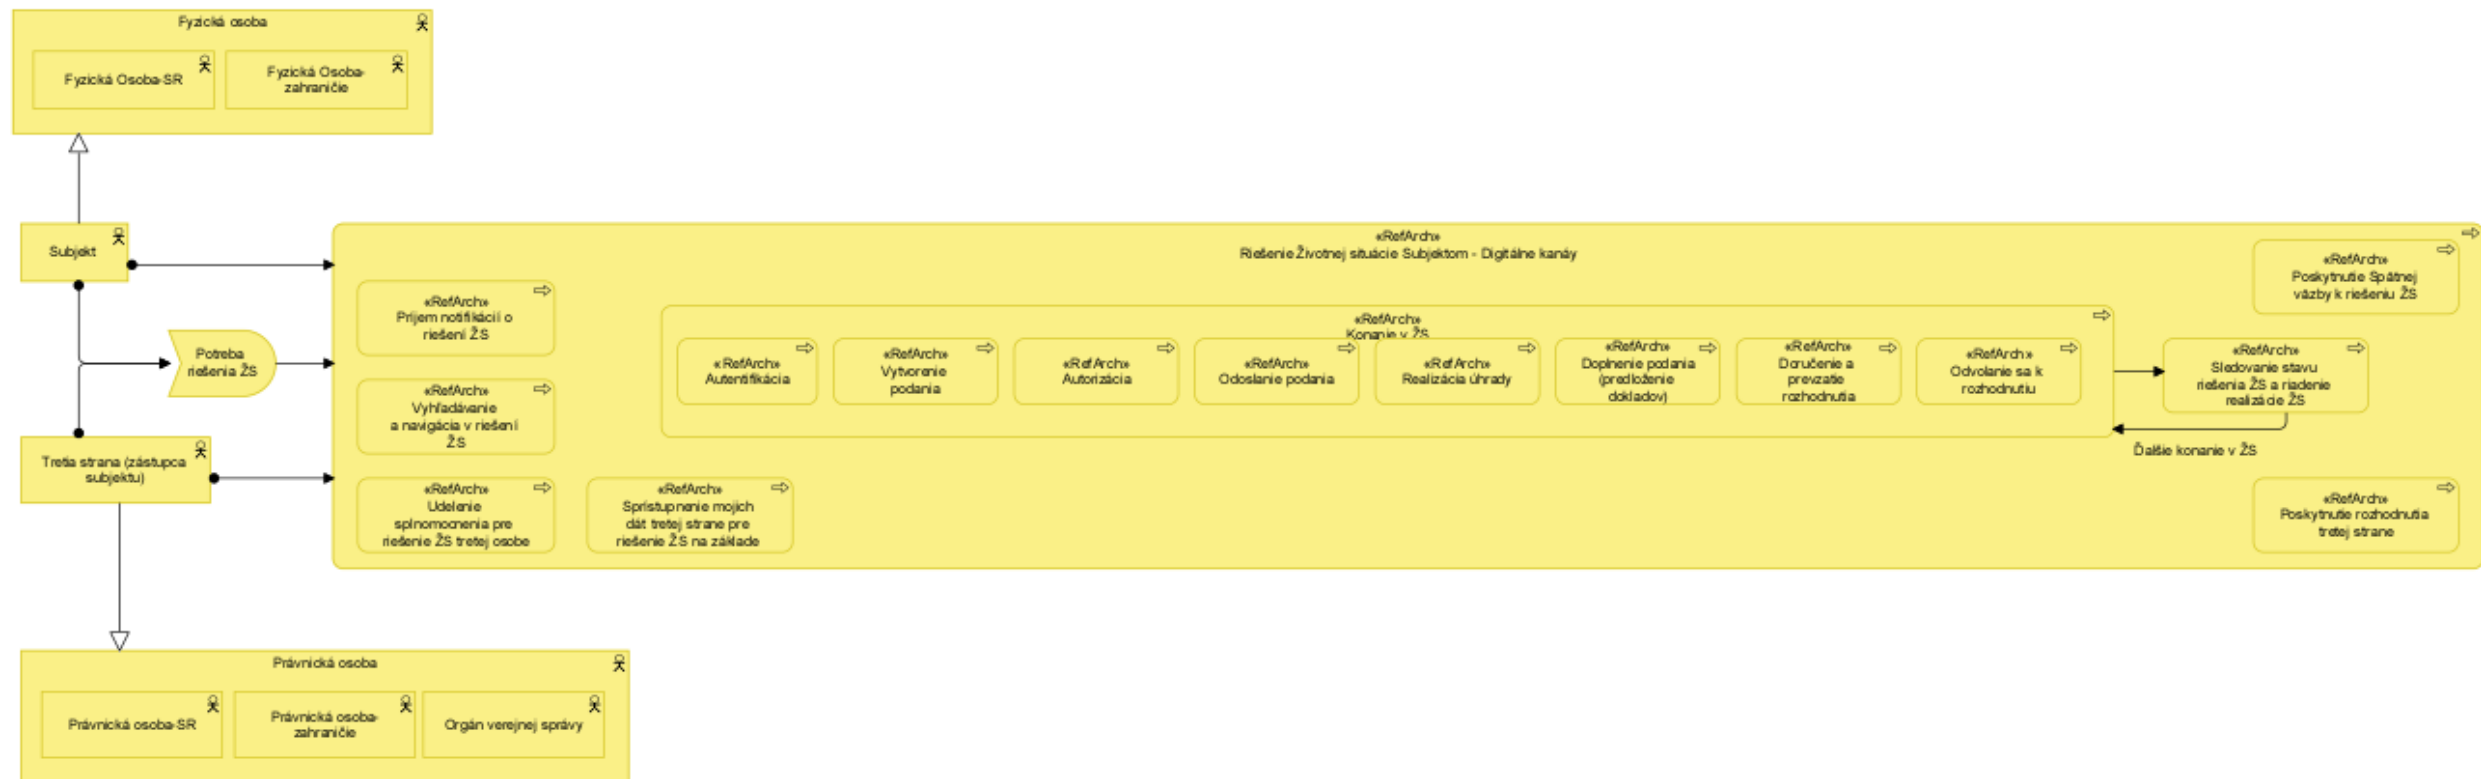 Fyzická osoba
Fyzická Osoba-SR
Fyzická Osoba-
zahraničie
Subjekt
Potreba
riešenia ŽS
Tretia strana (zástupca
subjektu)
«RefArch»
Riešenie Životnej situácie Subjektom - Digitálne kanáy
«RefArch»
Príjem notifikácií o
riešení ŽS
«RefArch»
Vyhľadávanie
a navigácia v riešení
ŽS
«RefArch»
Udelenie
splnomocnenia pre
riešenie ŽS tretej osobe
«RefArch»
Sprístupnenie mojich
dát tretej strane pre
riešenie ŽS na základe
«RefArch»
Konanie v ŽS
«RefArch»
Autentifikácia
«RefArch»
Vytvorenie
podania
«RefArch»
Autorizácia
«RefArch»
Odoslanie podania
«RefArch»
Realizácia úhrady
«RefArch»
Doplnenie podania
(predloženie
dokladov)
«RefArch»
Doručenie a
prevzatie
rozhodnutia
«RefArch»
Odvolanie sa k
rozhodnutiu
«RefArch»
Poskytnutie Spätnej
väzby k riešeniu ŽS
«RefArch»
Sledovanie stavu
riešenia ŽS a riadenie
realizácie ŽS
Ďalšie konanie v ŽS
«RefArch»
Poskytnutie rozhodnutia
tretej strane
Právnická osoba
Právnická osoba-SR
Právnická osoba-
zahraničie
Orgán verejnej správy